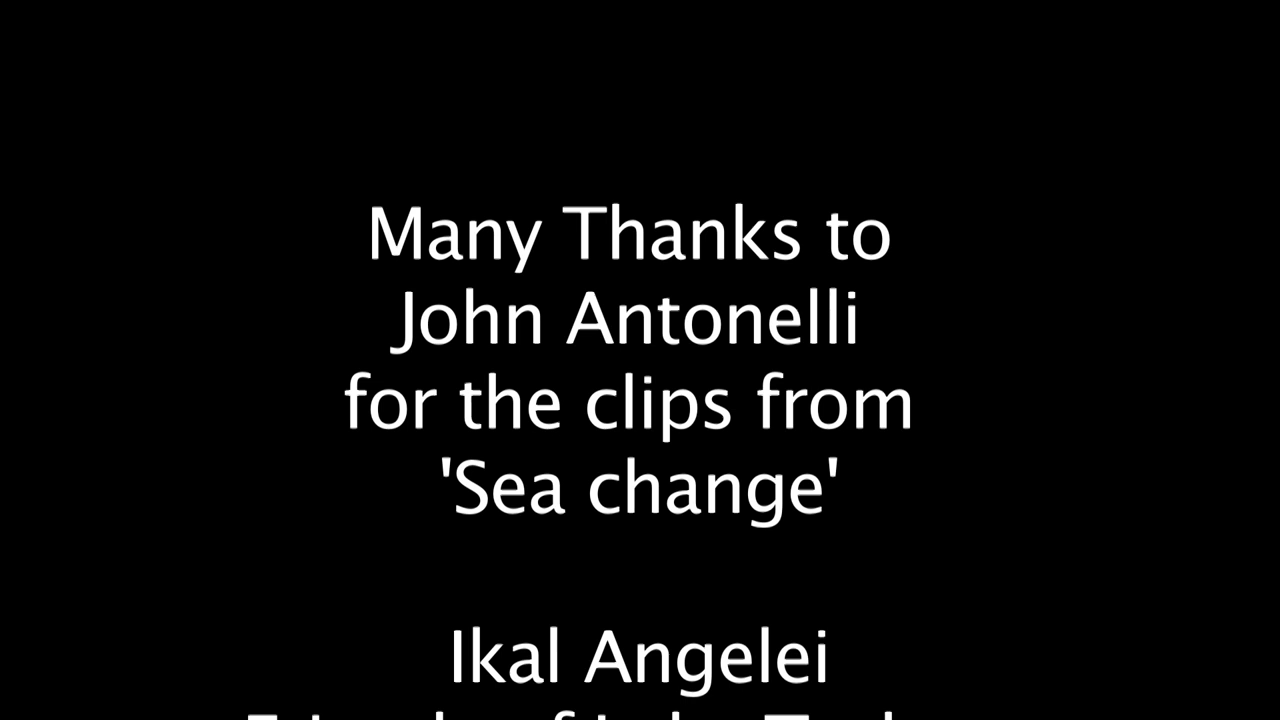 Many Thanks to
John Antonelli
for the clips from
'Sea change'
Ikal Angelei